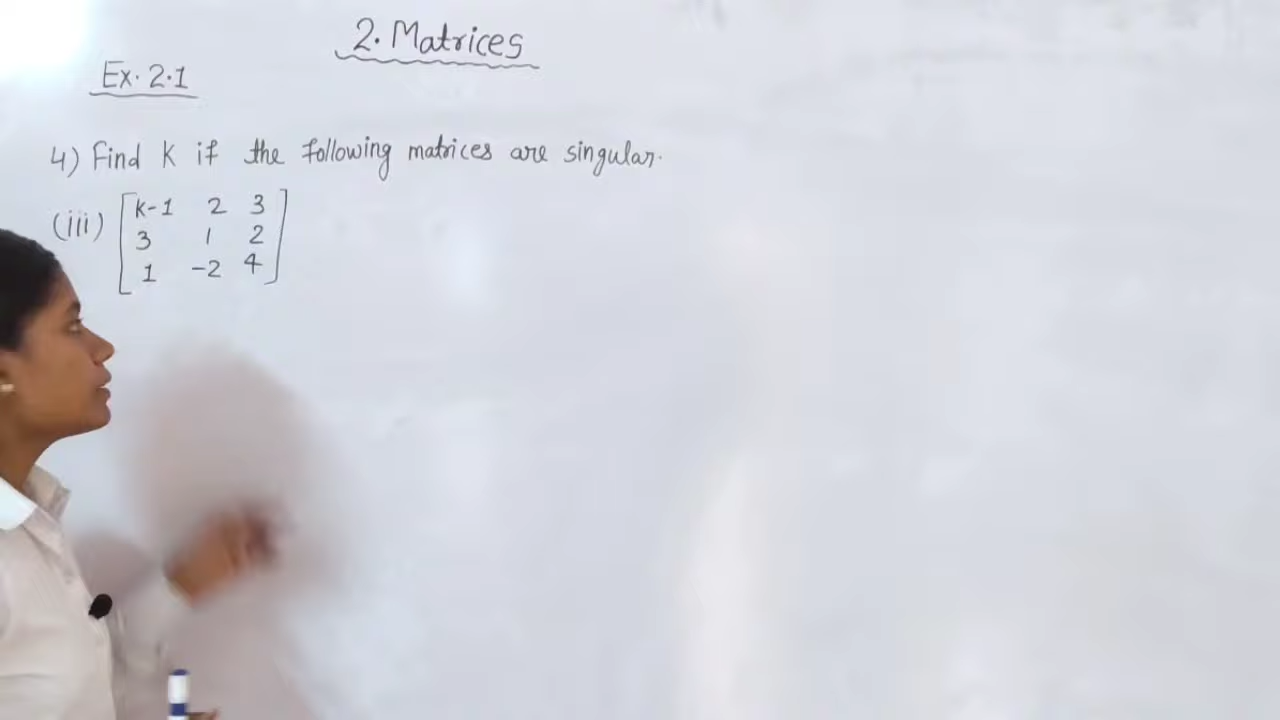 2. Matrices
Ex. 2.1
4) Find K if the following matrices are singular.
(iii) [K-1 2 3
3 1 2
1 -2 4]